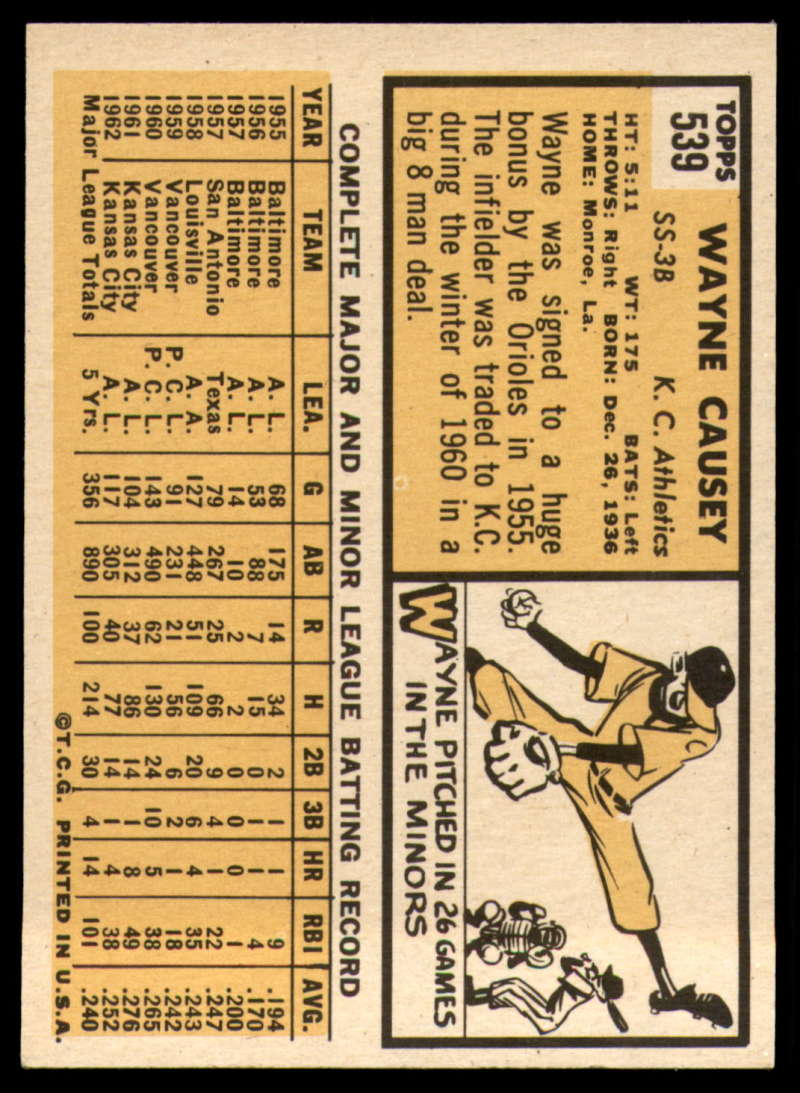 TOPPS
539
WAYNE CAUSEY
SS-3B K. C. Athletics
HT: 5:11 WT: 175 BATS: Left
THROWS: Right BORN: Dec. 26, 1936
HOME: Monroe, La.
Wayne was signed to a huge
bonus by the Orioles in 1955.
The infielder was traded to K.C.
during the winter of 1960 in a
big 8 man deal.
WAYNE PITCHED IN 26 GAMES
IN THE MINORS
COMPLETE MAJOR AND MINOR LEAGUE BATTING RECORD
YEAR TEAM LEA. G AB R H 2B 3B HR RBI AVG.
1955 Baltimore A. L. 68 175 14 34 2 1 1 9 .194
1956 Baltimore A. L. 53 88 7 15 0 1 1 4 .170
1957 Baltimore A. L. 14 10 2 2 0 0 0 1 .200
1957 San Antonio Texas 79 267 25 66 9 4 1 22 .247
1958 Louisville A. A. 127 448 51 109 20 6 4 35 .243
1959 Vancouver P. C. L. 91 231 21 56 6 2 1 18 .242
1960 Vancouver P. C. L. 143 490 62 130 24 10 5 38 .265
1961 Kansas City A. L. 104 312 37 86 14 1 8 49 .276
1962 Kansas City A. L. 117 305 40 77 14 1 4 38 .252
Major League Totals 5 Yrs. 356 890 100 214 30 4 14 101 .240
©T.C.G. PRINTED IN U.S.A.